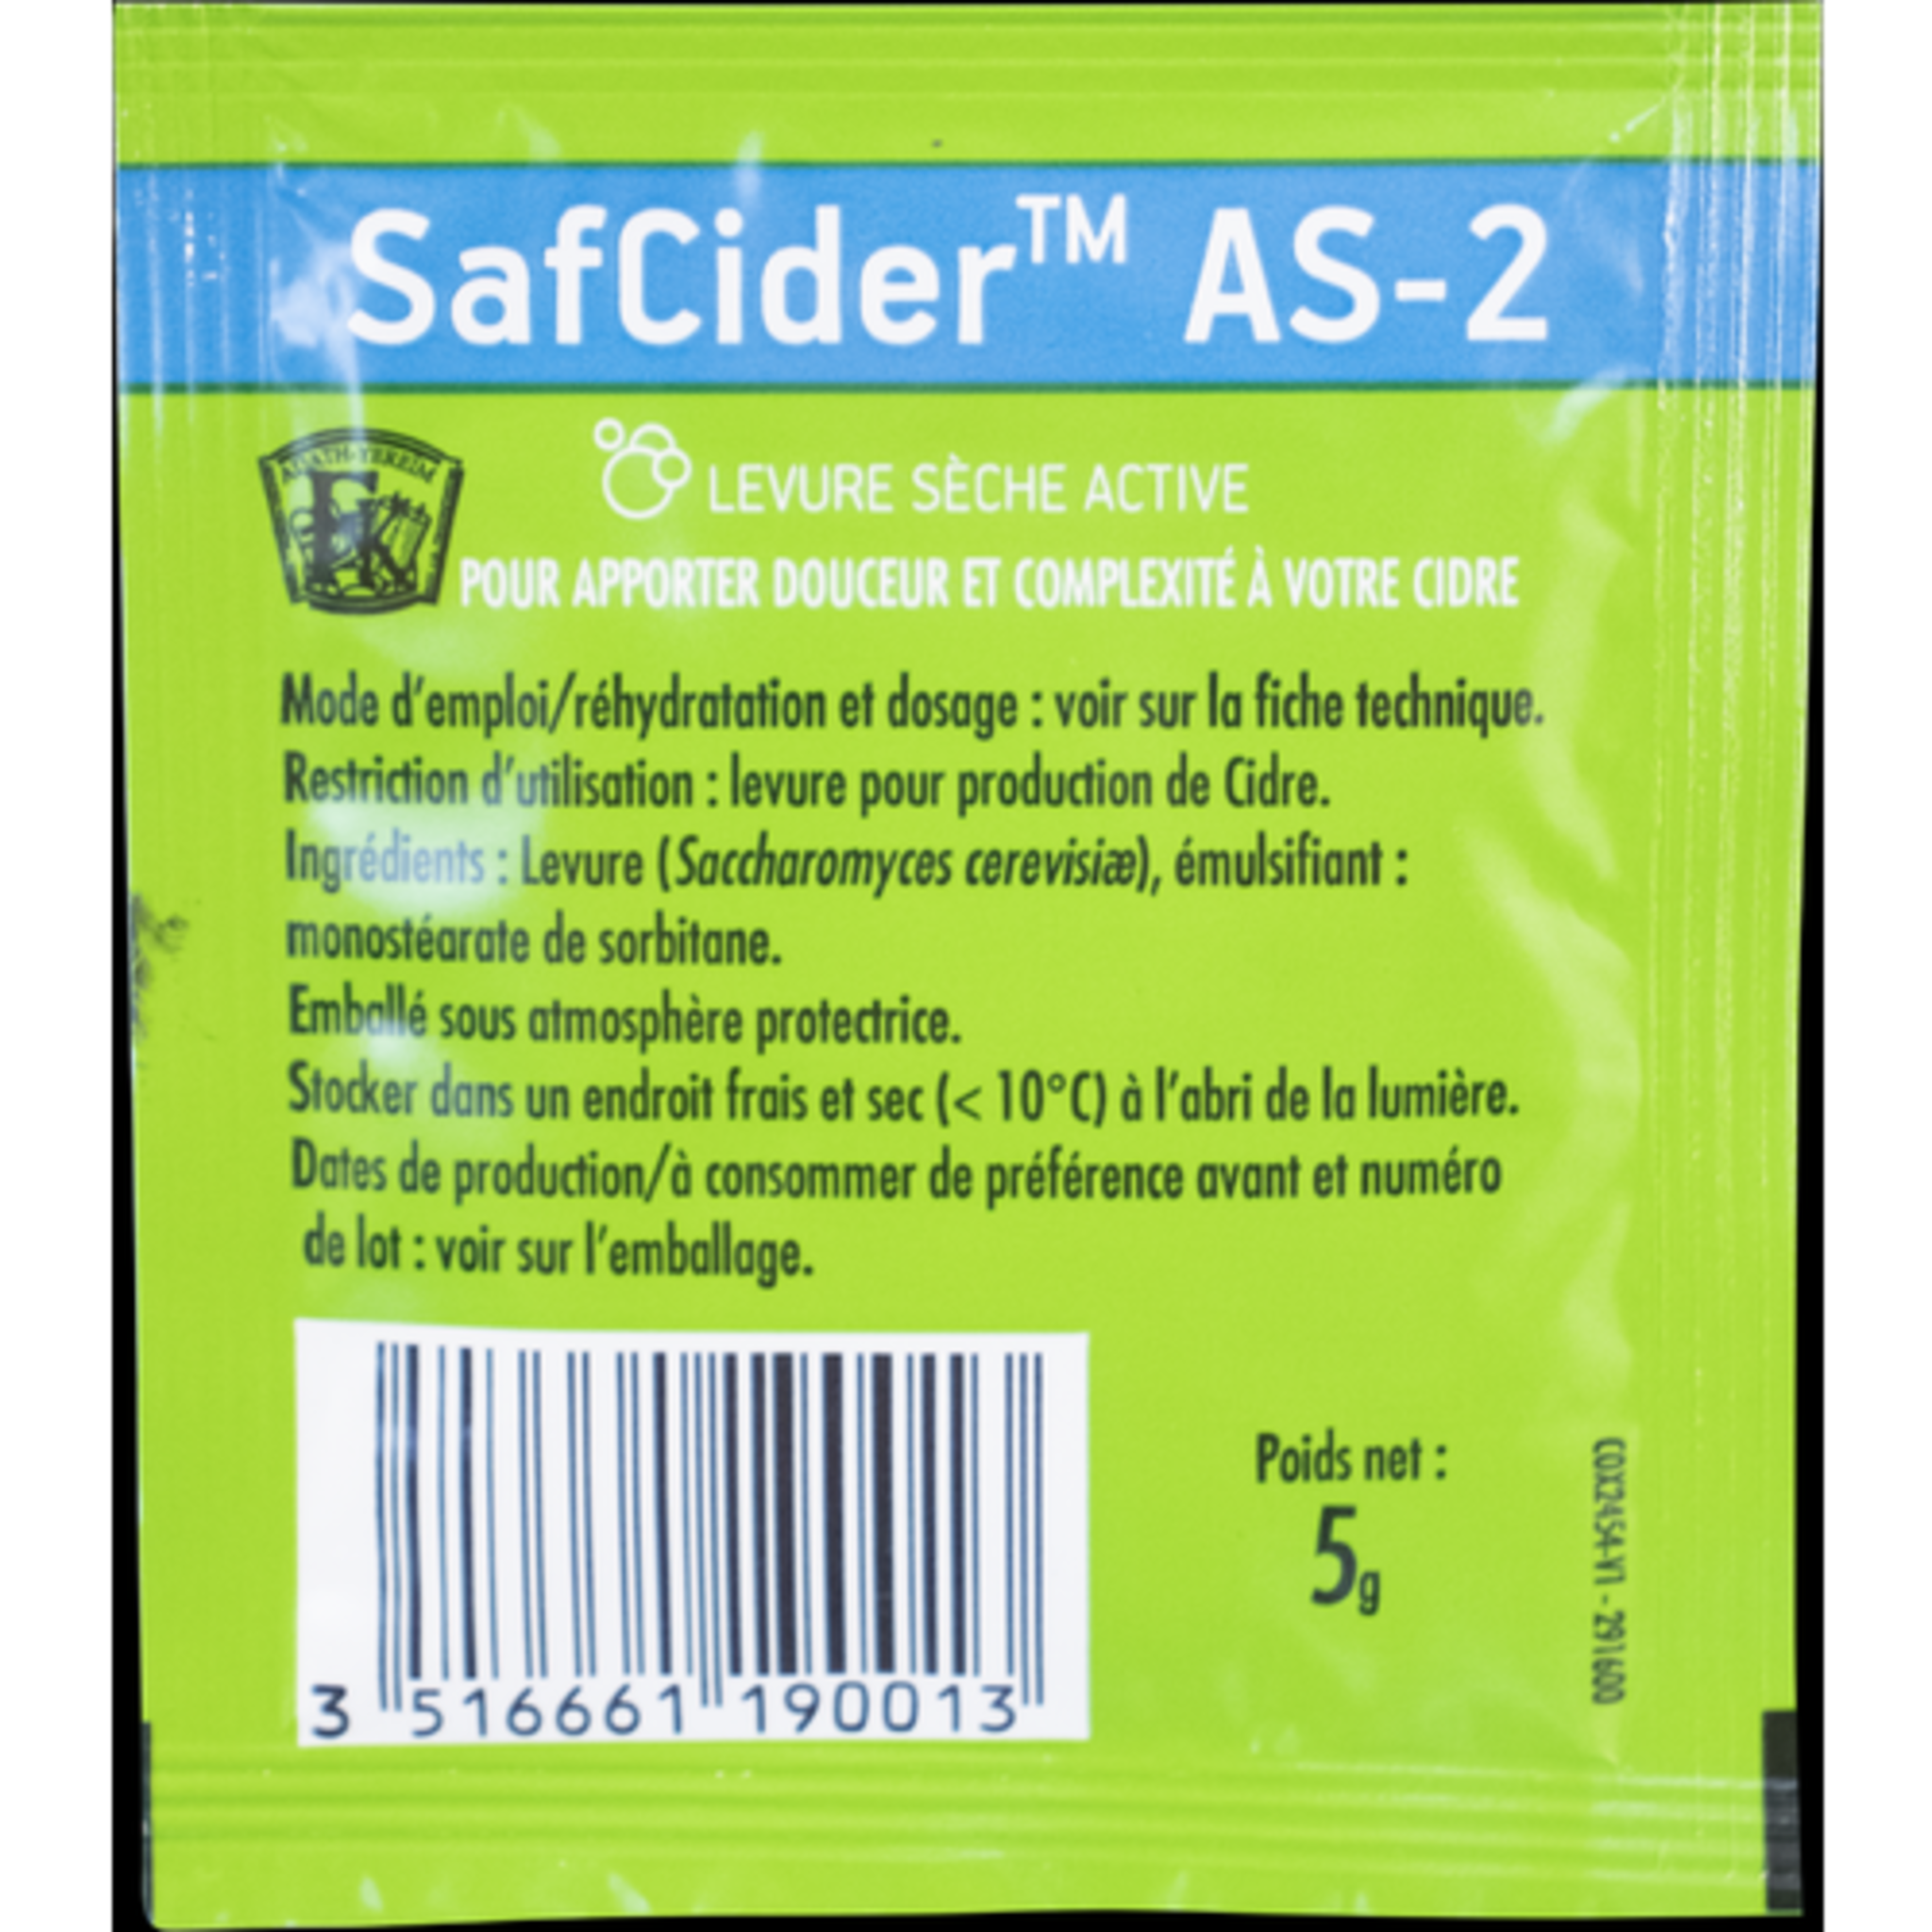 SafCider™ AS-2
ADATH-YEREIM
K
LEVURE SÈCHE ACTIVE
POUR APPORTER DOUCEUR ET COMPLEXITÉ À VOTRE CIDRE
Mode d'emploi/réhydratation et dosage : voir sur la fiche technique.
Restriction d'utilisation : levure pour production de Cidre.
Ingrédients : Levure (Saccharomyces cerevisiæ), émulsifiant :
monostéarate de sorbitane.
Emballé sous atmosphère protectrice.
Stocker dans un endroit frais et sec (< 10°C) à l'abri de la lumière.
Dates de production/à consommer de préférence avant et numéro
de lot : voir sur l'emballage.
3 516661 190013
Poids net :
5g
COX2454-V1 - 291600